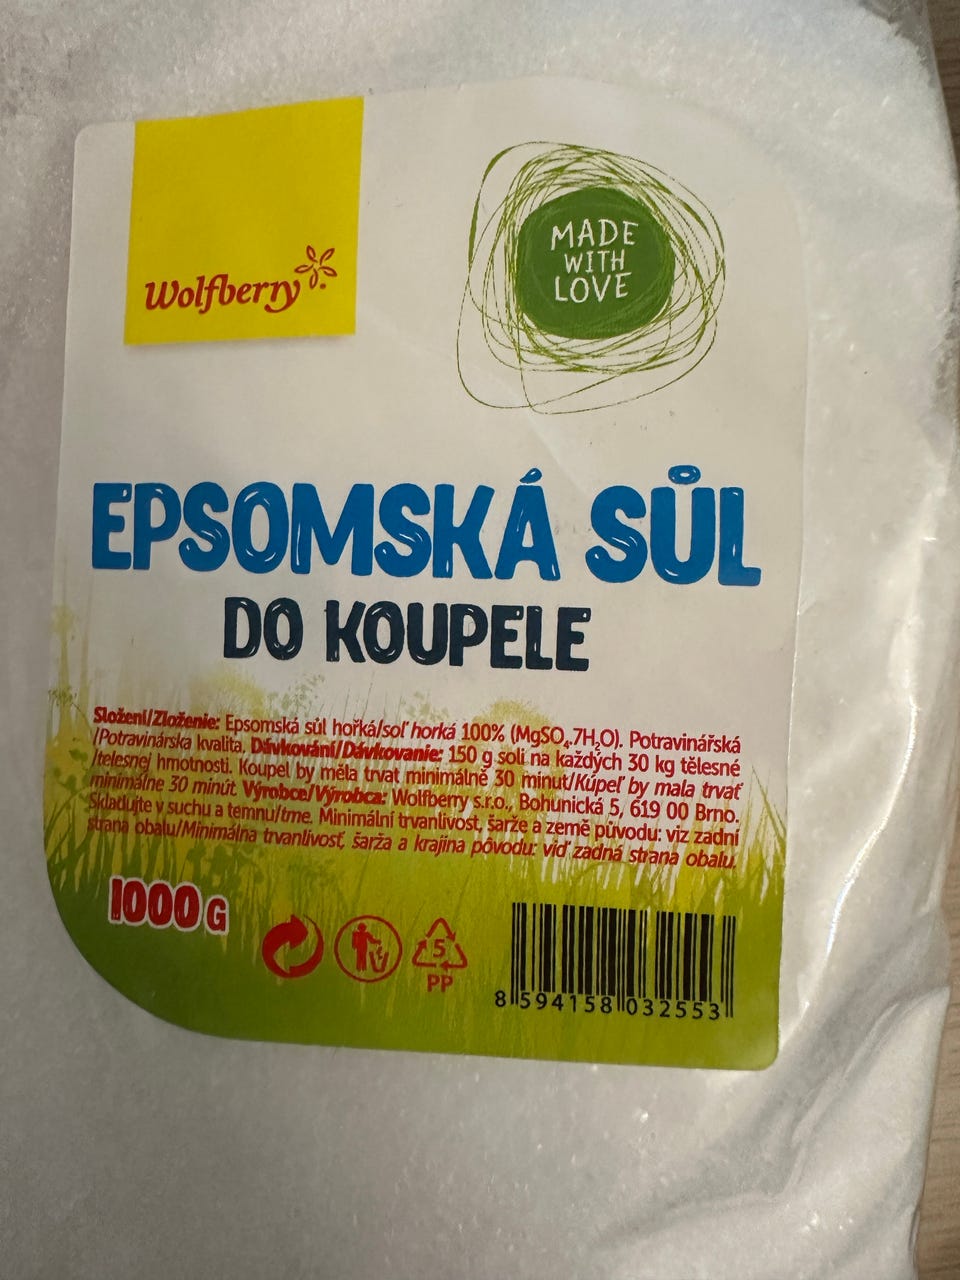 Wolfberry
MADE
WITH
LOVE
EPSOMSKÁ SŮL
DO KOUPELE
Složení/Zloženie: Epsomská sůl hořká/soľ horká 100% (MgSO₄.7H₂O). Potravinářská
/Potravinárska kvalita. Dávkování/Dávkovanie: 150 g soli na každých 30 kg tělesné
/telesnej hmotnosti. Koupel by měla trvat minimálně 30 minut/Kúpeľ by mala trvať
minimálne 30 minút. Výrobce/Výrobca: Wolfberry s.r.o., Bohunická 5, 619 00 Brno.
Skladujte v suchu a temnu/tme. Minimální trvanlivost, šarže a země původu: viz zadní
strana obalu/Minimálna trvanlivosť, šarža a krajina pôvodu: viď zadná strana obalu.
1000 G
5
PP
8 594158 032553